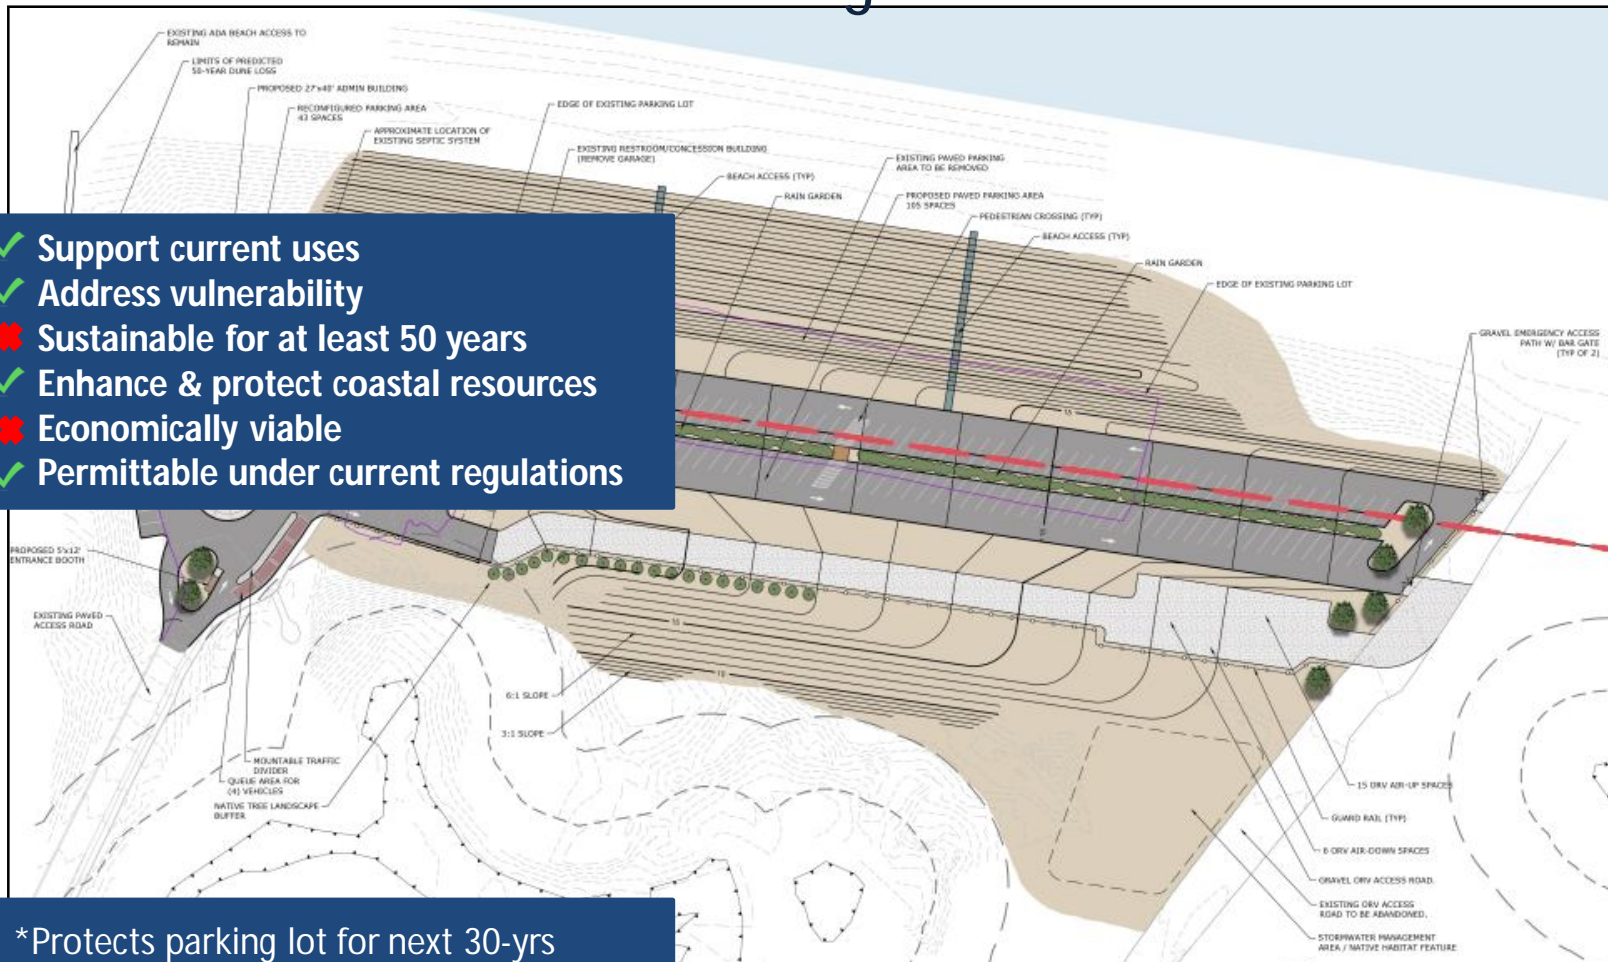 EXISTING ADA BEACH ACCESS TO
REMAIN
LIMITS OF PREDICTED
50-YEAR DUNE LOSS
PROPOSED 27'x40' ADMIN BUILDING
RECONFIGURED PARKING AREA
43 SPACES
APPROXIMATE LOCATION OF
EXISTING SEPTIC SYSTEM
EDGE OF EXISTING PARKING LOT
EXISTING RESTROOM/CONCESSION BUILDING
(REMOVE GARAGE)
BEACH ACCESS (TYP)
RAIN GARDEN
EXISTING PAVED PARKING
AREA TO BE REMOVED
PROPOSED PAVED PARKING AREA
105 SPACES
PEDESTRIAN CROSSING (TYP)
BEACH ACCESS (TYP)
RAIN GARDEN
EDGE OF EXISTING PARKING LOT
GRAVEL EMERGENCY ACCESS
PATH W/ BAR GATE
(TYP OF 2)
Support current uses
Address vulnerability
Sustainable for at least 50 years
Enhance & protect coastal resources
Economically viable
Permittable under current regulations
15
PROPOSED 5'x12'
ENTRANCE BOOTH
EXISTING PAVED
ACCESS ROAD
10
10
6:1 SLOPE
3:1 SLOPE
MOUNTABLE TRAFFIC
DIVIDER
QUEUE AREA FOR
(4) VEHICLES
NATIVE TREE LANDSCAPE
BUFFER
15 ORV AIR-UP SPACES
GUARD RAIL (TYP)
6 ORV AIR-DOWN SPACES
GRAVEL ORV ACCESS ROAD.
EXISTING ORV ACCESS
ROAD TO BE ABANDONED.
STORMWATER MANAGEMENT
AREA / NATIVE HABITAT FEATURE
*Protects parking lot for next 30-yrs